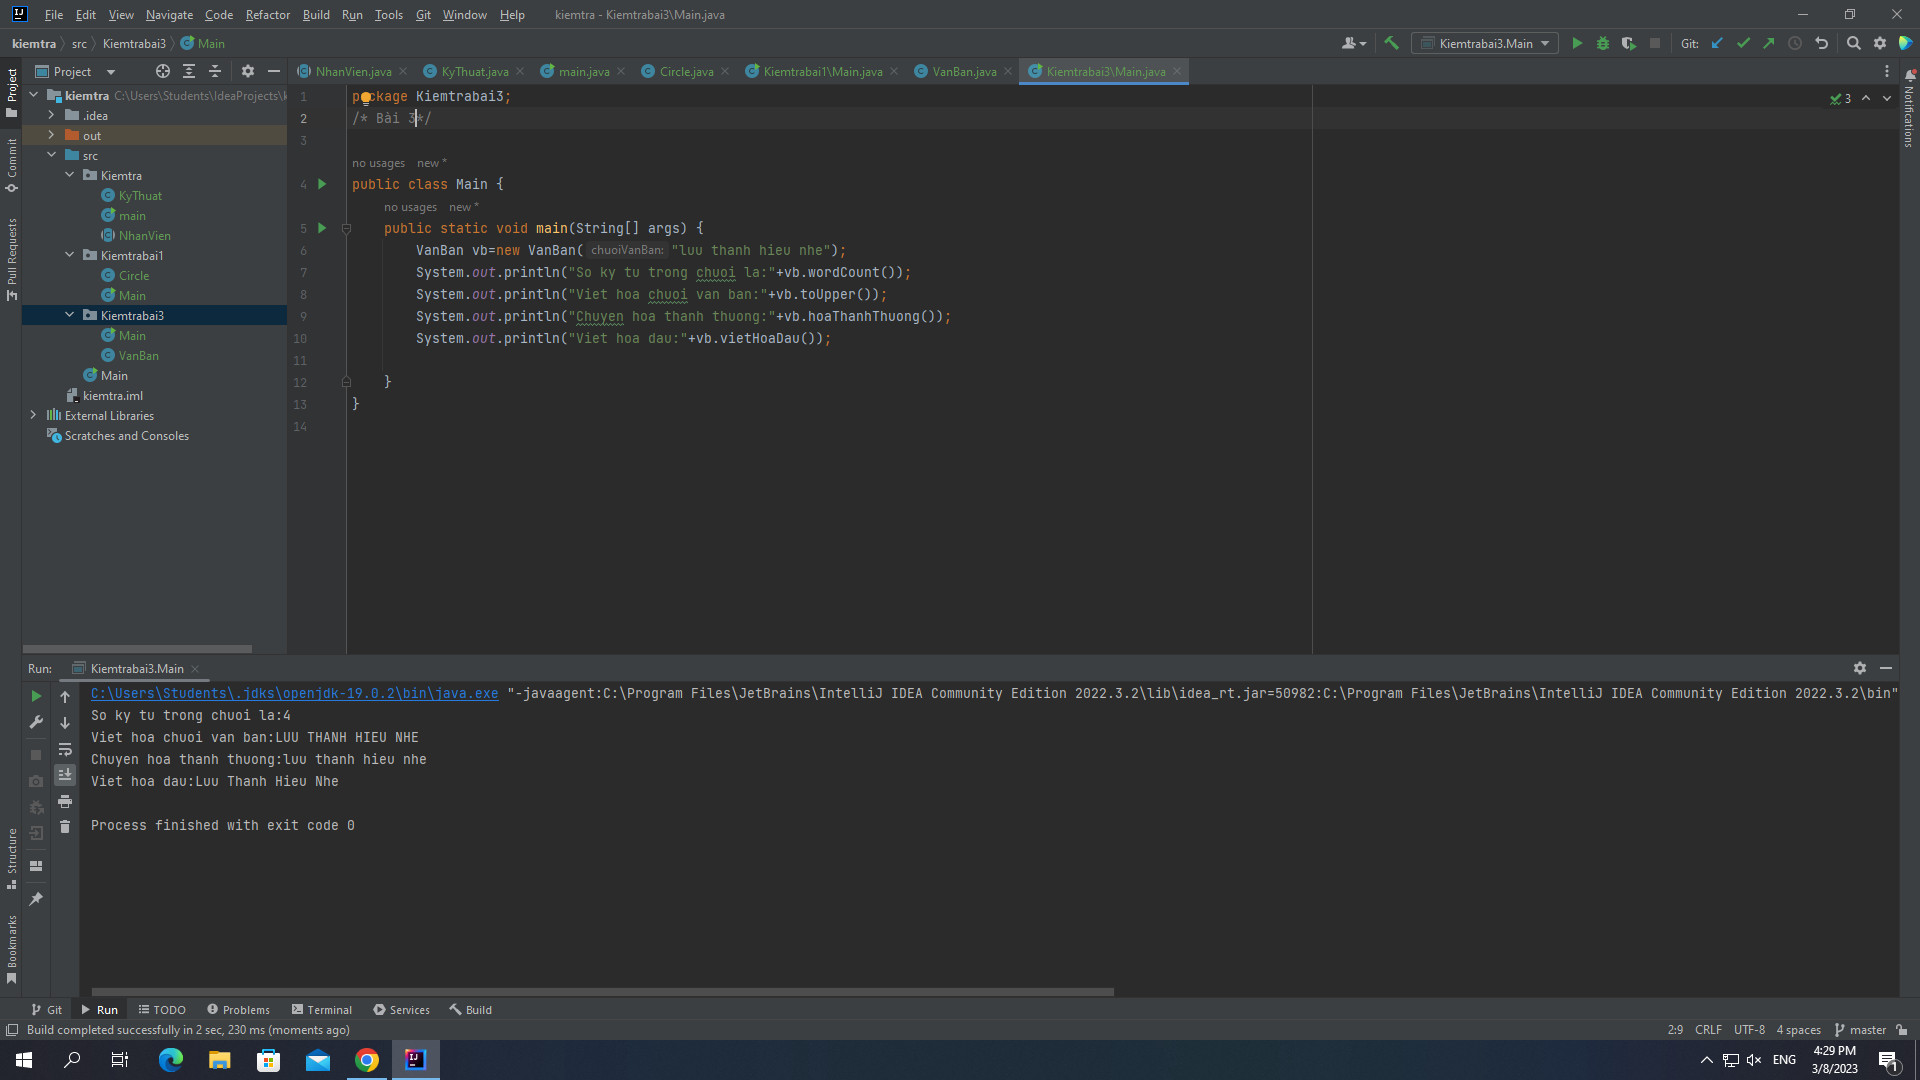 File Edit View Navigate Code Refactor Build Run Tools Git Window Help kiemtra - Kiemtrabai3\Main.java
kiemtra src Kiemtrabai3 Main Kiemtrabai3.Main Git:
Project
NhanVien.java KyThuat.java main.java Circle.java Kiemtrabai1\Main.java VanBan.java Kiemtrabai3\Main.java
kiemtra C:\Users\Students\IdeaProjects\k
.idea
out
src
Kiemtra
KyThuat
main
NhanVien
Kiemtrabai1
Circle
Main
Kiemtrabai3
Main
VanBan
Main
kiemtra.iml
External Libraries
Scratches and Consoles
Project
Commit
Pull Requests
Structure
Bookmarks
Notifications
3
1 package Kiemtrabai3;
2 /* Bài 3*/
3
no usages new *
4 public class Main {
no usages new *
5 public static void main(String[] args) {
6 VanBan vb=new VanBan( chuoiVanBan: "luu thanh hieu nhe");
7 System.out.println("So ky tu trong chuoi la:"+vb.wordCount());
8 System.out.println("Viet hoa chuoi van ban:"+vb.toUpper());
9 System.out.println("Chuyen hoa thanh thuong:"+vb.hoaThanhThuong());
10 System.out.println("Viet hoa dau:"+vb.vietHoaDau());
11
12 }
13 }
14
Run: Kiemtrabai3.Main
C:\Users\Students\.jdks\openjdk-19.0.2\bin\java.exe "-javaagent:C:\Program Files\JetBrains\IntelliJ IDEA Community Edition 2022.3.2\lib\idea_rt.jar=50982:C:\Program Files\JetBrains\IntelliJ IDEA Community Edition 2022.3.2\bin"
So ky tu trong chuoi la:4
Viet hoa chuoi van ban:LUU THANH HIEU NHE
Chuyen hoa thanh thuong:luu thanh hieu nhe
Viet hoa dau:Luu Thanh Hieu Nhe
Process finished with exit code 0
Git Run TODO Problems Terminal Services Build
Build completed successfully in 2 sec, 230 ms (moments ago) 2:9 CRLF UTF-8 4 spaces master
ENG 4:29 PM
3/8/2023
1